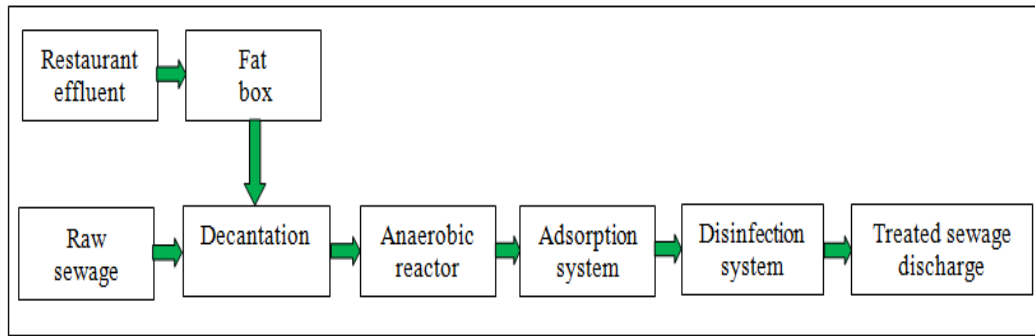 Restaurant
effluent
Fat
box
Raw
sewage
Decantation
Anaerobic
reactor
Adsorption
system
Disinfection
system
Treated sewage
discharge